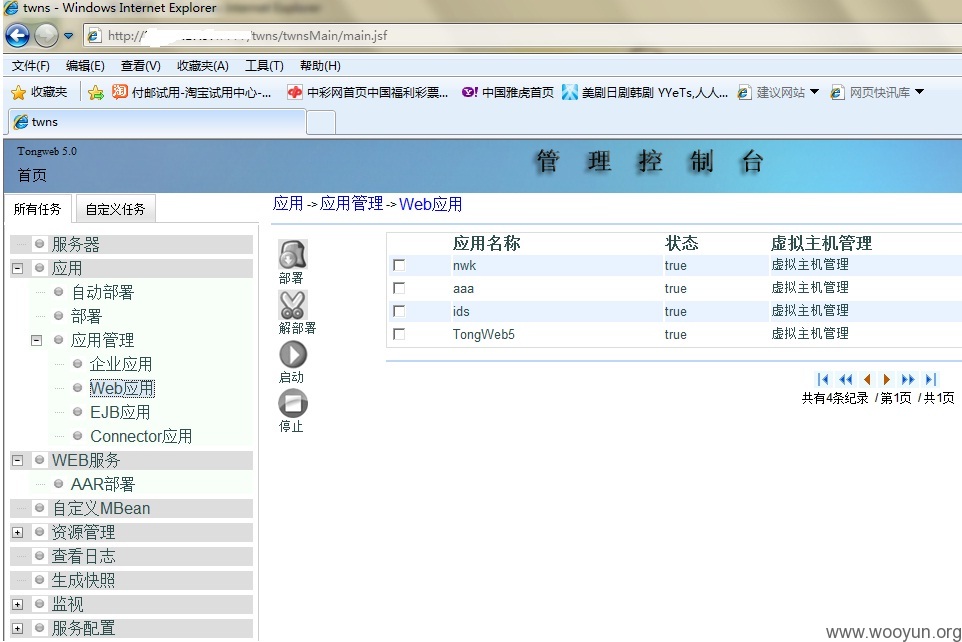 twns - Windows Internet Explorer
http:// /twns/twnsMain/main.jsf
文件(F) 编辑(E) 查看(V) 收藏夹(A) 工具(T) 帮助(H)
收藏夹 付邮试用-淘宝试用中心-... 中彩网首页中国福利彩票... 中国雅虎首页 美剧日剧韩剧 YYeTs,人人... 建议网站 网页快讯库
twns
Tongweb 5.0
管理控制台
首页
所有任务 自定义任务
应用->应用管理->Web应用
服务器
应用
自动部署
部署
应用管理
企业应用
Web应用
EJB应用
Connector应用
WEB服务
AAR部署
自定义MBean
资源管理
查看日志
生成快照
监视
服务配置
部署
解部署
启动
停止
应用名称 状态 虚拟主机管理
nwk true 虚拟主机管理
aaa true 虚拟主机管理
ids true 虚拟主机管理
TongWeb5 true 虚拟主机管理
共有4条纪录 /第1页 /共1页
www.wooyun.org